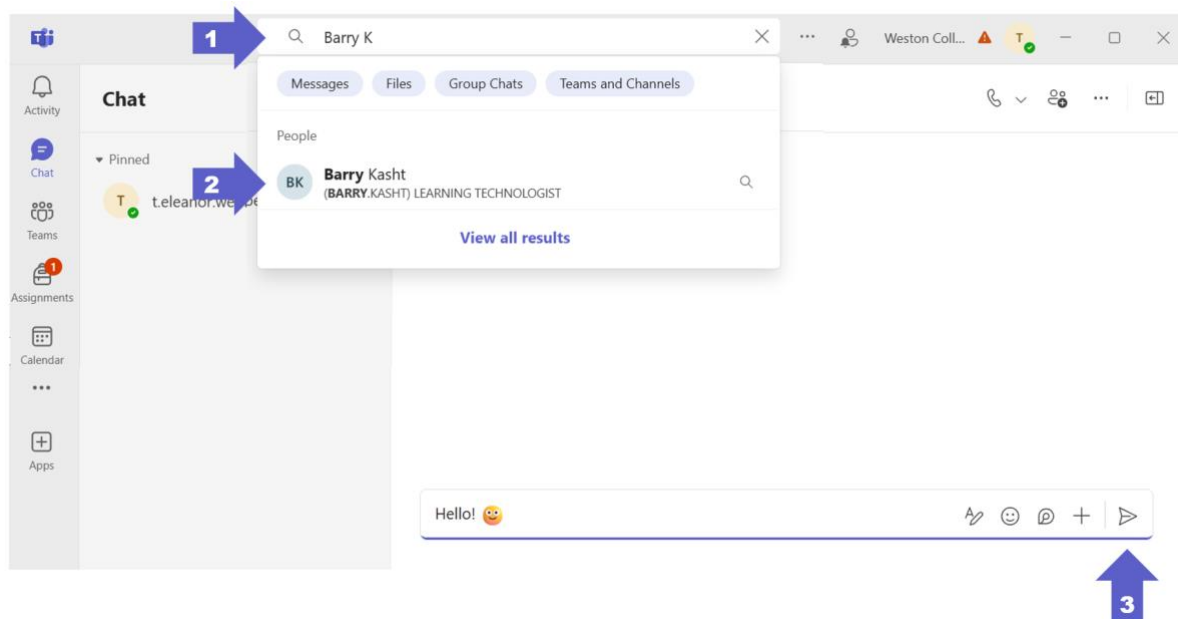 1
Barry K
Weston Coll...
T
Messages Files Group Chats Teams and Channels
Activity
Chat
People
Chat
Pinned
2
BK
Barry Kasht
(BARRY.KASHT) LEARNING TECHNOLOGIST
T
View all results
Teams
1
Assignments
Calendar
Apps
Hello!
3